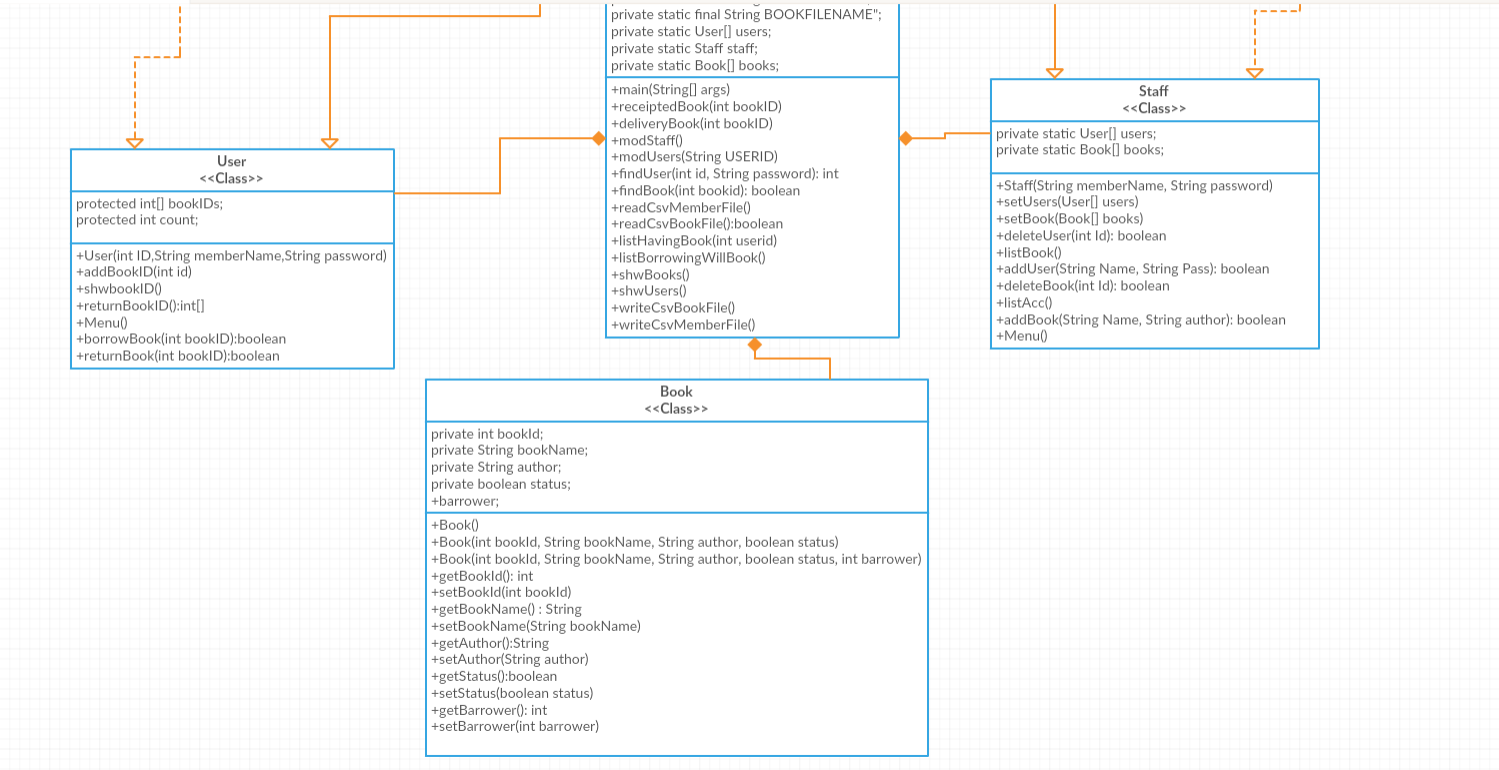 private static final String BOOKFILENAME";
private static User[] users;
private static Staff staff;
private static Book[] books;
+main(String[] args)
+receiptedBook(int bookID)
+deliveryBook(int bookID)
+modStaff()
+modUsers(String USERID)
+findUser(int id, String password): int
+findBook(int bookid): boolean
+readCsvMemberFile()
+readCsvBookFile():boolean
+listHavingBook(int userid)
+listBorrowingWillBook()
+shwBooks()
+shwUsers()
+writeCsvBookFile()
+writeCsvMemberFile()
User
<<Class>>
protected int[] bookIDs;
protected int count;
+User(int ID,String memberName,String password)
+addBookID(int id)
+shwbookID()
+returnBookID():int[]
+Menu()
+borrowBook(int bookID):boolean
+returnBook(int bookID):boolean
Staff
<<Class>>
private static User[] users;
private static Book[] books;
+Staff(String memberName, String password)
+setUsers(User[] users)
+setBook(Book[] books)
+deleteUser(int Id): boolean
+listBook()
+addUser(String Name, String Pass): boolean
+deleteBook(int Id): boolean
+listAcc()
+addBook(String Name, String author): boolean
+Menu()
Book
<<Class>>
private int bookId;
private String bookName;
private String author;
private boolean status;
+barrower;
+Book()
+Book(int bookId, String bookName, String author, boolean status)
+Book(int bookId, String bookName, String author, boolean status, int barrower)
+getBookId(): int
+setBookId(int bookId)
+getBookName() : String
+setBookName(String bookName)
+getAuthor():String
+setAuthor(String author)
+getStatus():boolean
+setStatus(boolean status)
+getBarrower(): int
+setBarrower(int barrower)